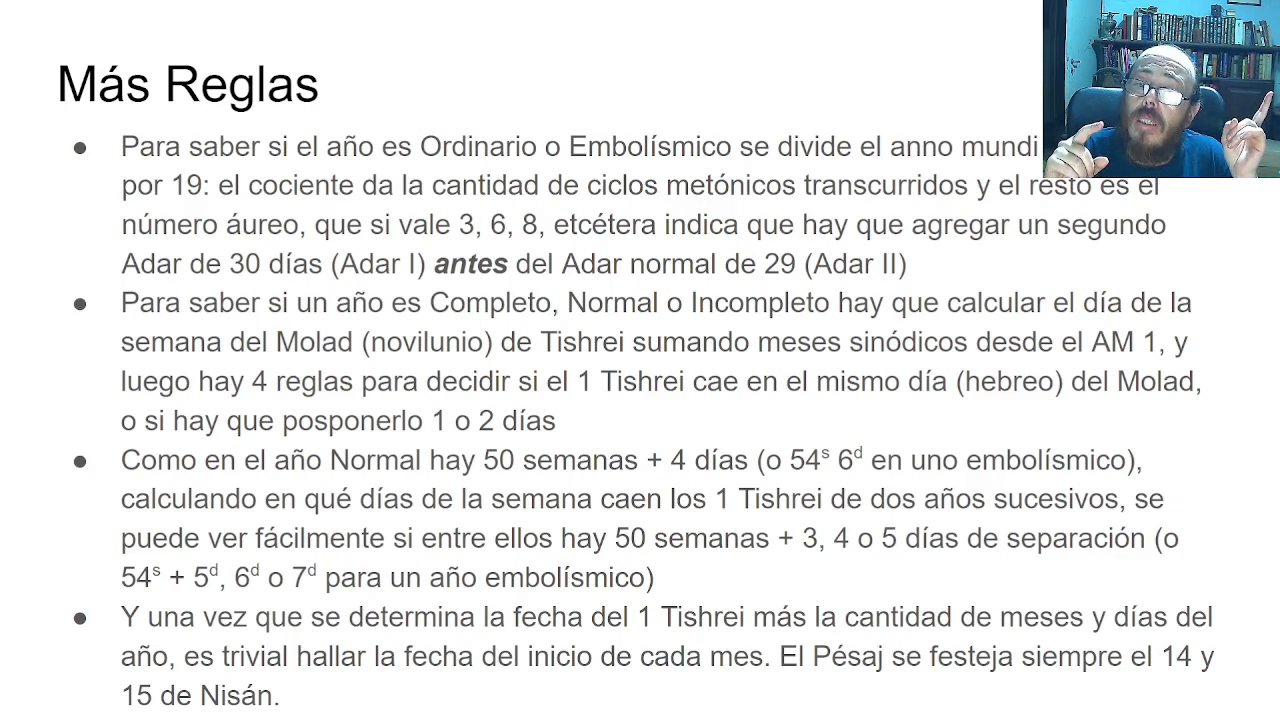 Más Reglas
● Para saber si el año es Ordinario o Embolísmico se divide el anno mundi
por 19: el cociente da la cantidad de ciclos metónicos transcurridos y el resto es el
número áureo, que si vale 3, 6, 8, etcétera indica que hay que agregar un segundo
Adar de 30 días (Adar I) antes del Adar normal de 29 (Adar II)
● Para saber si un año es Completo, Normal o Incompleto hay que calcular el día de la
semana del Molad (novilunio) de Tishrei sumando meses sinódicos desde el AM 1, y
luego hay 4 reglas para decidir si el 1 Tishrei cae en el mismo día (hebreo) del Molad,
o si hay que posponerlo 1 o 2 días
● Como en el año Normal hay 50 semanas + 4 días (o 54ˢ 6ᵈ en uno embolísmico),
calculando en qué días de la semana caen los 1 Tishrei de dos años sucesivos, se
puede ver fácilmente si entre ellos hay 50 semanas + 3, 4 o 5 días de separación (o
54ˢ + 5ᵈ, 6ᵈ o 7ᵈ para un año embolísmico)
● Y una vez que se determina la fecha del 1 Tishrei más la cantidad de meses y días del
año, es trivial hallar la fecha del inicio de cada mes. El Pésaj se festeja siempre el 14 y
15 de Nisán.